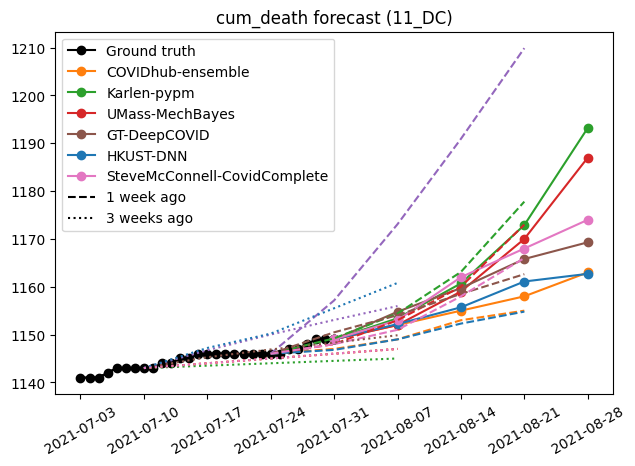 cum_death forecast (11_DC)
1210
1200
1190
1180
1170
1160
1150
1140
Ground truth
COVIDhub-ensemble
Karlen-pypm
UMass-MechBayes
GT-DeepCOVID
HKUST-DNN
SteveMcConnell-CovidComplete
1 week ago
3 weeks ago
2021-07-03
2021-07-10
2021-07-17
2021-07-24
2021-07-31
2021-08-07
2021-08-14
2021-08-21
2021-08-28